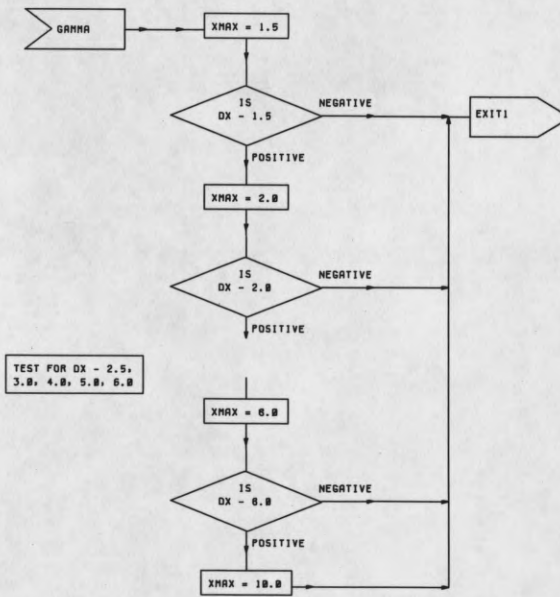 GAMMA
XMAX = 1.5
IS
DX - 1.5
NEGATIVE
EXIT1
POSITIVE
XMAX = 2.0
IS
DX - 2.0
NEGATIVE
POSITIVE
TEST FOR DX - 2.5,
3.0, 4.0, 5.0, 6.0
XMAX = 6.0
IS
DX - 6.0
NEGATIVE
POSITIVE
XMAX = 10.0